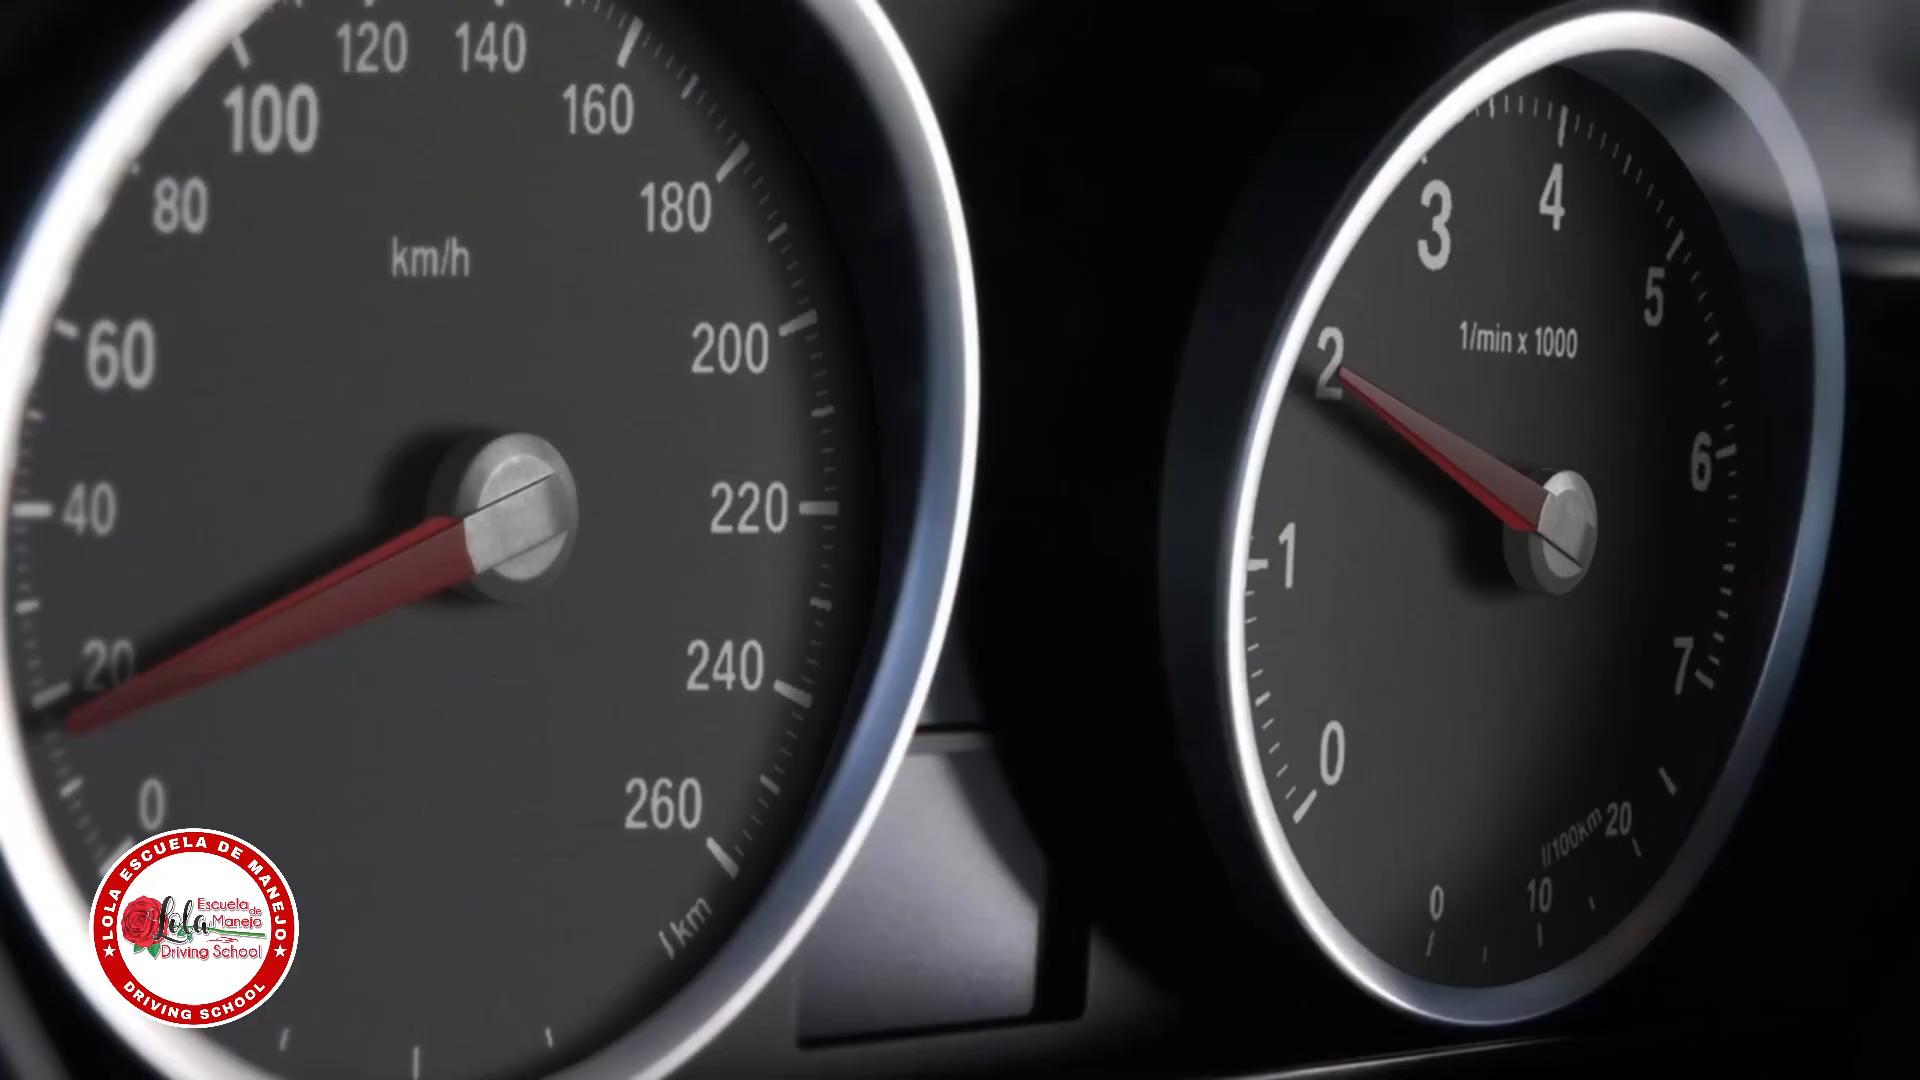 120 140
100 160
80 180
km/h
60 200
40 220
20 240
0 260
l km
3 4
2 5
1/min x 1000
1 6
0 7
l/100km 20
0 10
LOLA ESCUELA DE MANEJO
Lola
Escuela
de
Manejo
Driving School
DRIVING SCHOOL